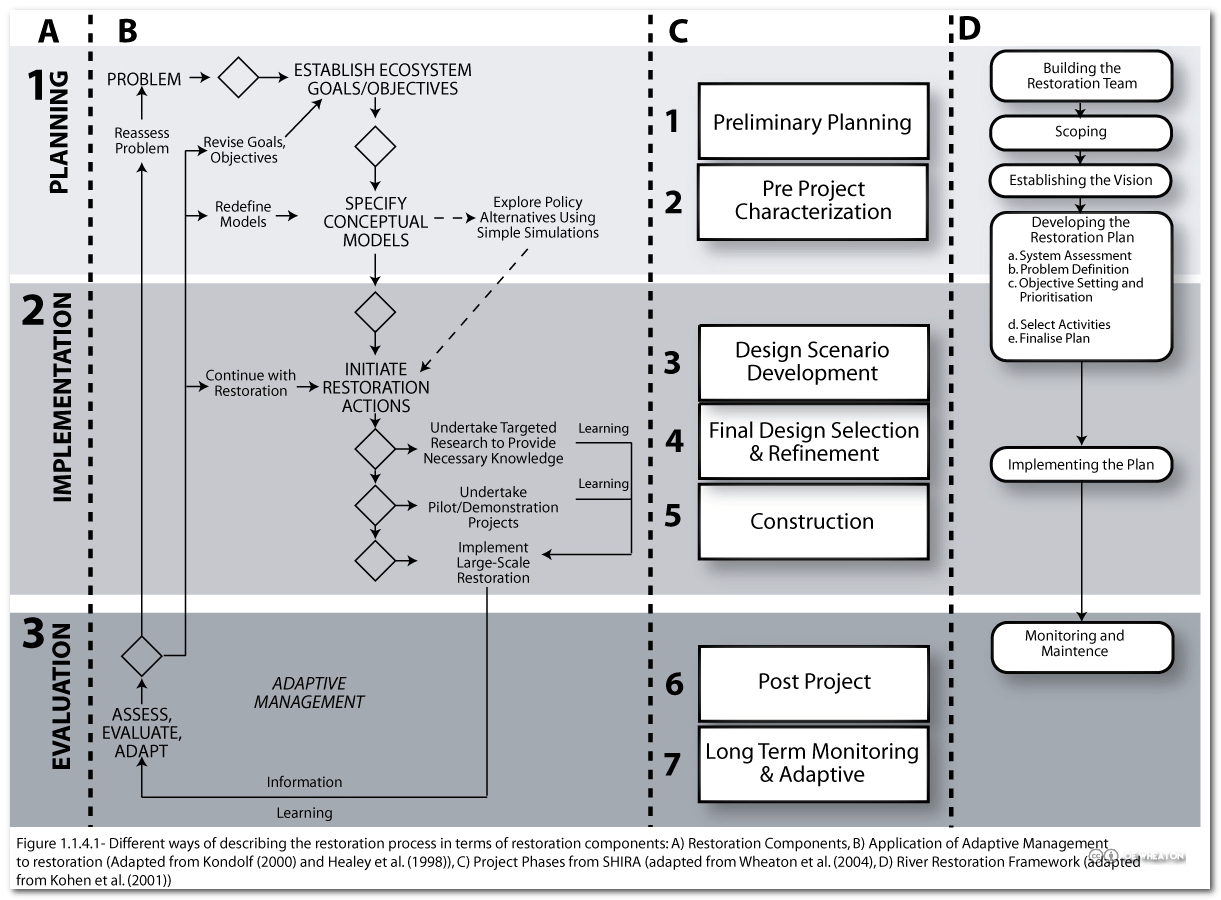 A
B
C
D
1
PLANNING
PROBLEM
ESTABLISH ECOSYSTEM
GOALS/OBJECTIVES
Reassess
Problem
Revise Goals,
Objectives
Redefine
Models
SPECIFY
CONCEPTUAL
MODELS
Explore Policy
Alternatives Using
Simple Simulations
2
IMPLEMENTATION
Continue with
Restoration
INITIATE
RESTORATION
ACTIONS
Undertake Targeted
Research to Provide
Necessary Knowledge
Learning
Undertake
Pilot/Demonstration
Projects
Learning
Implement
Large-Scale
Restoration
3
EVALUATION
ASSESS,
EVALUATE,
ADAPT
ADAPTIVE
MANAGEMENT
Information
Learning
1
Preliminary Planning
2
Pre Project
Characterization
3
Design Scenario
Development
4
Final Design Selection
& Refinement
5
Construction
6
Post Project
7
Long Term Monitoring
& Adaptive
Building the
Restoration Team
Scoping
Establishing the Vision
Developing the
Restoration Plan
a. System Assessment
b. Problem Definition
c. Objective Setting and
Prioritisation
d. Select Activities
e. Finalise Plan
Implementing the Plan
Monitoring and
Maintence
Figure 1.1.4.1- Different ways of describing the restoration process in terms of restoration components: A) Restoration Components, B) Application of Adaptive Management
to restoration (Adapted from Kondolf (2000) and Healey et al. (1998)), C) Project Phases from SHIRA (adapted from Wheaton et al. (2004), D) River Restoration Framework (adapted
from Kohen et al. (2001))